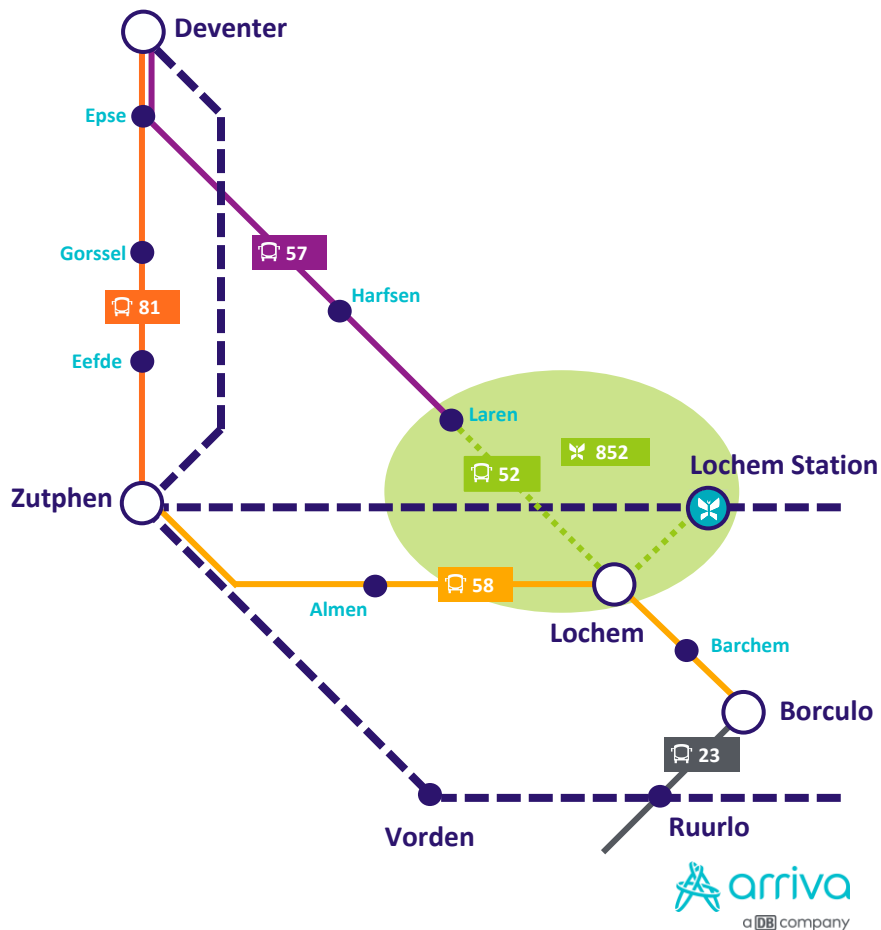 Deventer
Epse
Gorssel
57
Harfsen
81
Eefde
Laren
852
Lochem Station
52
Zutphen
58
Almen
Lochem
Barchem
Borculo
23
Vorden
Ruurlo
arriva
a DB company